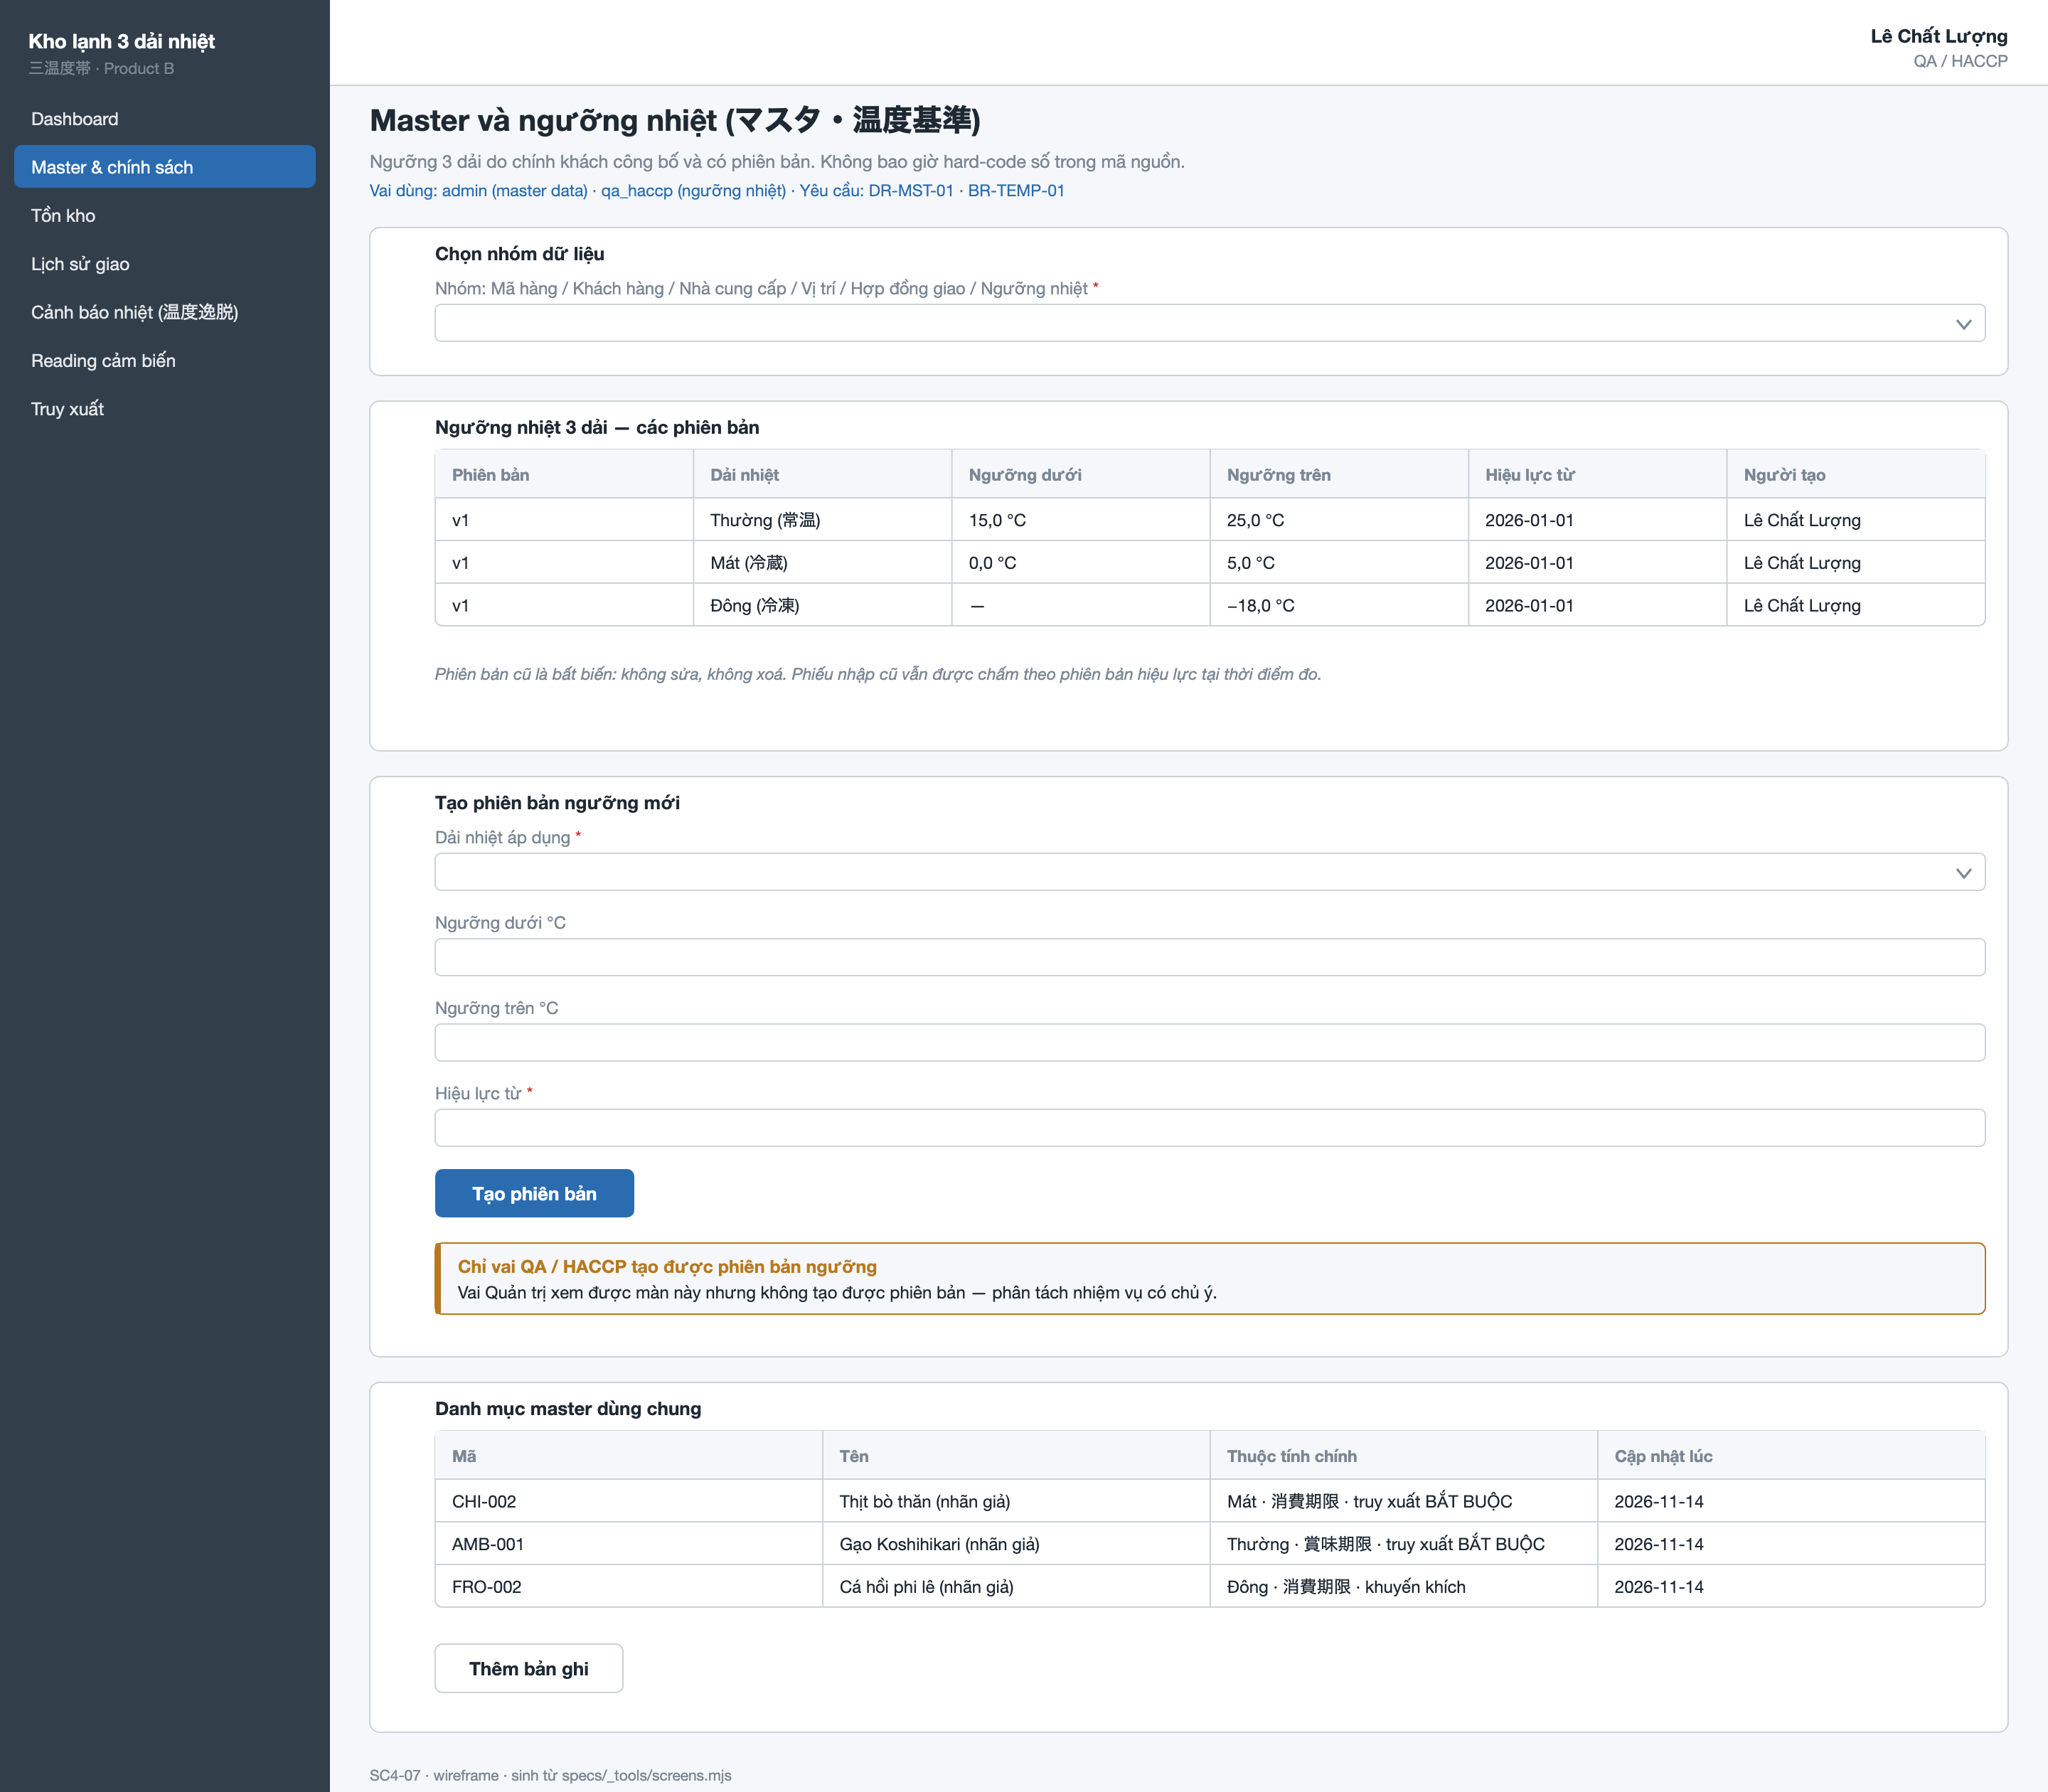 Kho lạnh 3 dải nhiệt
三温度帯 · Product B
Dashboard
Master & chính sách
Tồn kho
Lịch sử giao
Cảnh báo nhiệt (温度逸脱)
Reading cảm biến
Truy xuất
Lê Chất Lượng
QA / HACCP
Master và ngưỡng nhiệt (マスタ・温度基準)
Ngưỡng 3 dải do chính khách công bố và có phiên bản. Không bao giờ hard-code số trong mã nguồn.
Vai dùng: admin (master data) · qa_haccp (ngưỡng nhiệt) · Yêu cầu: DR-MST-01 · BR-TEMP-01
Chọn nhóm dữ liệu
Nhóm: Mã hàng / Khách hàng / Nhà cung cấp / Vị trí / Hợp đồng giao / Ngưỡng nhiệt *
Ngưỡng nhiệt 3 dải — các phiên bản
Phiên bản Dải nhiệt Ngưỡng dưới Ngưỡng trên Hiệu lực từ Người tạo
v1 Thường (常温) 15,0 °C 25,0 °C 2026-01-01 Lê Chất Lượng
v1 Mát (冷蔵) 0,0 °C 5,0 °C 2026-01-01 Lê Chất Lượng
v1 Đông (冷凍) — −18,0 °C 2026-01-01 Lê Chất Lượng
Phiên bản cũ là bất biến: không sửa, không xoá. Phiếu nhập cũ vẫn được chấm theo phiên bản hiệu lực tại thời điểm đo.
Tạo phiên bản ngưỡng mới
Dải nhiệt áp dụng *
Ngưỡng dưới °C
Ngưỡng trên °C
Hiệu lực từ *
Tạo phiên bản
Chỉ vai QA / HACCP tạo được phiên bản ngưỡng
Vai Quản trị xem được màn này nhưng không tạo được phiên bản — phân tách nhiệm vụ có chủ ý.
Danh mục master dùng chung
Mã Tên Thuộc tính chính Cập nhật lúc
CHI-002 Thịt bò thăn (nhãn giả) Mát · 消費期限 · truy xuất BẮT BUỘC 2026-11-14
AMB-001 Gạo Koshihikari (nhãn giả) Thường · 賞味期限 · truy xuất BẮT BUỘC 2026-11-14
FRO-002 Cá hồi phi lê (nhãn giả) Đông · 消費期限 · khuyến khích 2026-11-14
Thêm bản ghi
SC4-07 · wireframe · sinh từ specs/_tools/screens.mjs